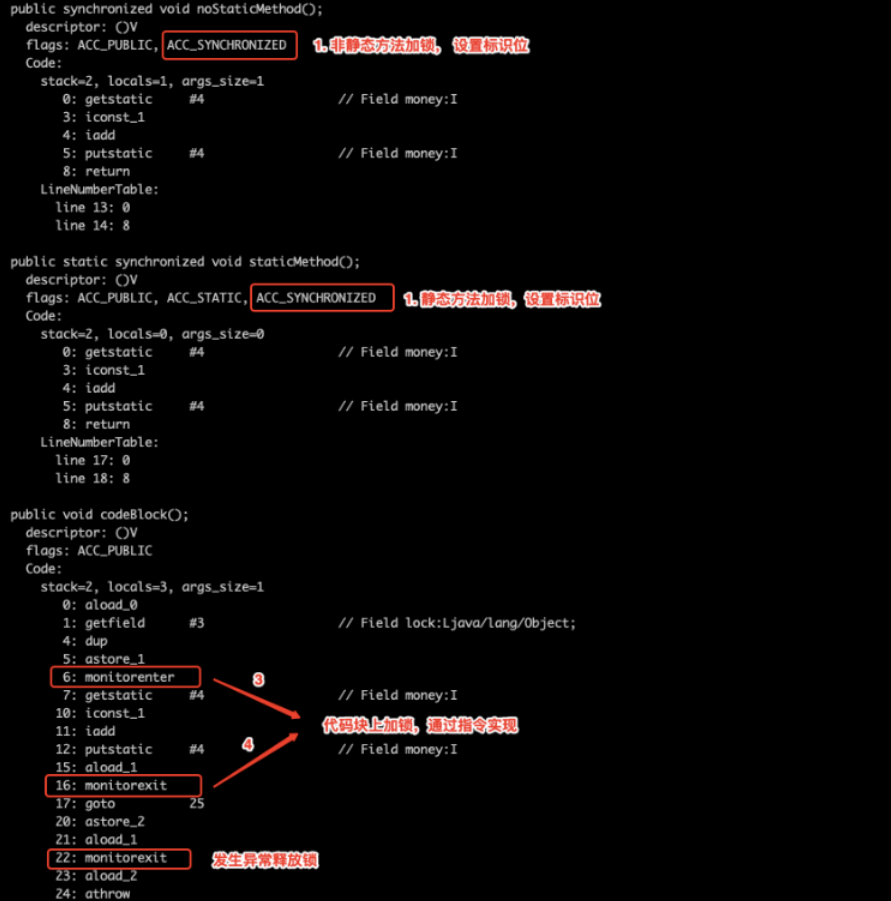 public synchronized void noStaticMethod();
descriptor: ()V
flags: ACC_PUBLIC, ACC_SYNCHRONIZED 1. 非静态方法加锁，设置标识位
Code:
stack=2, locals=1, args_size=1
0: getstatic #4 // Field money:I
3: iconst_1
4: iadd
5: putstatic #4 // Field money:I
8: return
LineNumberTable:
line 13: 0
line 14: 8
public static synchronized void staticMethod();
descriptor: ()V
flags: ACC_PUBLIC, ACC_STATIC, ACC_SYNCHRONIZED 1. 静态方法加锁，设置标识位
Code:
stack=2, locals=0, args_size=0
0: getstatic #4 // Field money:I
3: iconst_1
4: iadd
5: putstatic #4 // Field money:I
8: return
LineNumberTable:
line 17: 0
line 18: 8
public void codeBlock();
descriptor: ()V
flags: ACC_PUBLIC
Code:
stack=2, locals=3, args_size=1
0: aload_0
1: getfield #3 // Field lock:Ljava/lang/Object;
4: dup
5: astore_1
6: monitorenter 3
7: getstatic #4 // Field money:I
10: iconst_1
11: iadd 代码块上加锁，通过指令实现
12: putstatic #4 // Field money:I
15: aload_1 4
16: monitorexit
17: goto 25
20: astore_2
21: aload_1
22: monitorexit 发生异常释放锁
23: aload_2
24: athrow